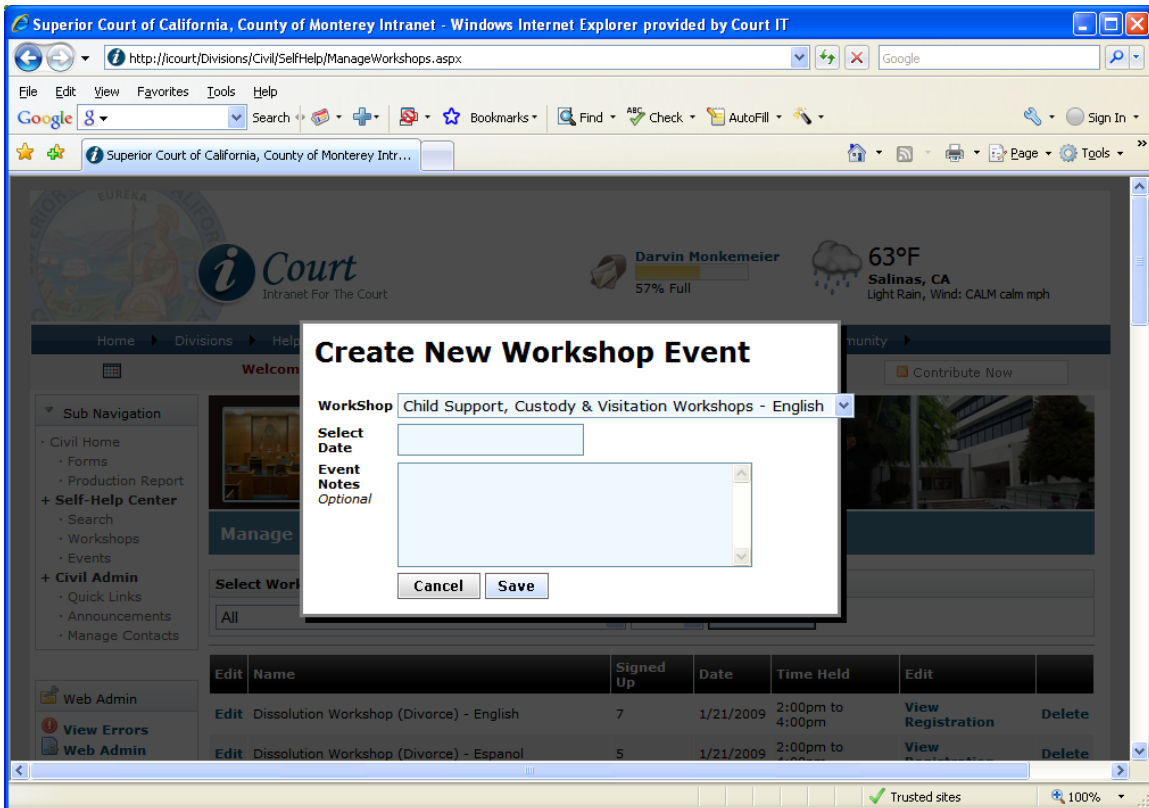 Superior Court of California, County of Monterey Intranet - Windows Internet Explorer provided by Court IT
http://icourt/Divisions/Civil/SelfHelp/ManageWorkshops.aspx
Google
File Edit View Favorites Tools Help
Google Search Bookmarks Find Check AutoFill Sign In
Superior Court of California, County of Monterey Intr... Page Tools
EUREKA
i Court
Intranet For The Court
Darvin Monkemeier
57% Full
63°F
Salinas, CA
Light Rain, Wind: CALM calm mph
Home Divisions Help munity
Welcom
Contribute Now
Create New Workshop Event
WorkShop Child Support, Custody & Visitation Workshops - English
Select Date
Event Notes
Optional
Cancel Save
Sub Navigation
· Civil Home
· Forms
· Production Report
+ Self-Help Center
· Search
· Workshops
· Events
+ Civil Admin
· Quick Links
· Announcements
· Manage Contacts
Web Admin
View Errors
Web Admin
Manage
Select Work
All
Edit Name Signed Up Date Time Held Edit
Edit Dissolution Workshop (Divorce) - English 7 1/21/2009 2:00pm to 4:00pm View Registration Delete
Edit Dissolution Workshop (Divorce) - Espanol 5 1/21/2009 2:00pm to View Delete
Trusted sites 100%